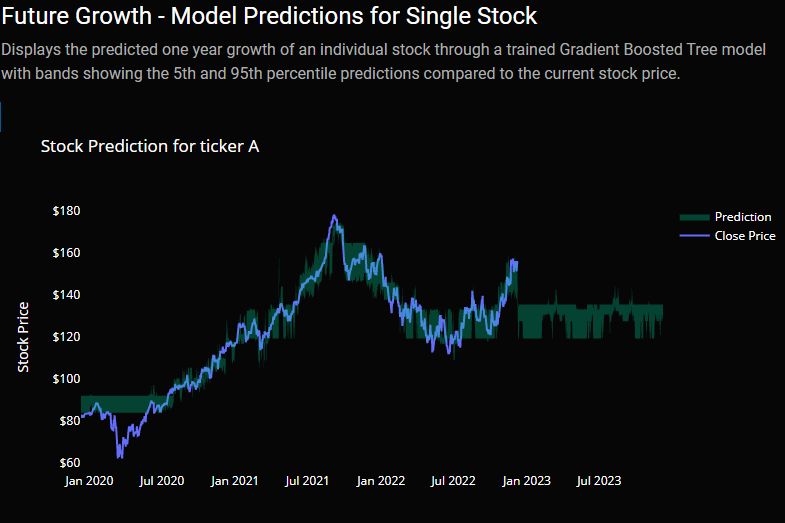 Future Growth - Model Predictions for Single Stock
Displays the predicted one year growth of an individual stock through a trained Gradient Boosted Tree model
with bands showing the 5th and 95th percentile predictions compared to the current stock price.
Stock Prediction for ticker A
Prediction
Close Price
Stock Price
$180
$160
$140
$120
$100
$80
$60
Jan 2020
Jul 2020
Jan 2021
Jul 2021
Jan 2022
Jul 2022
Jan 2023
Jul 2023